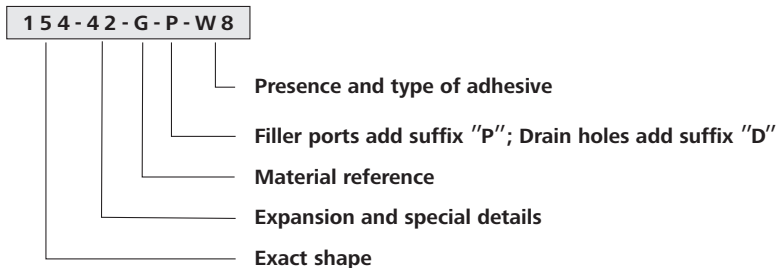 154-42-G-P-W8
Presence and type of adhesive
Filler ports add suffix "P"; Drain holes add suffix "D"
Material reference
Expansion and special details
Exact shape